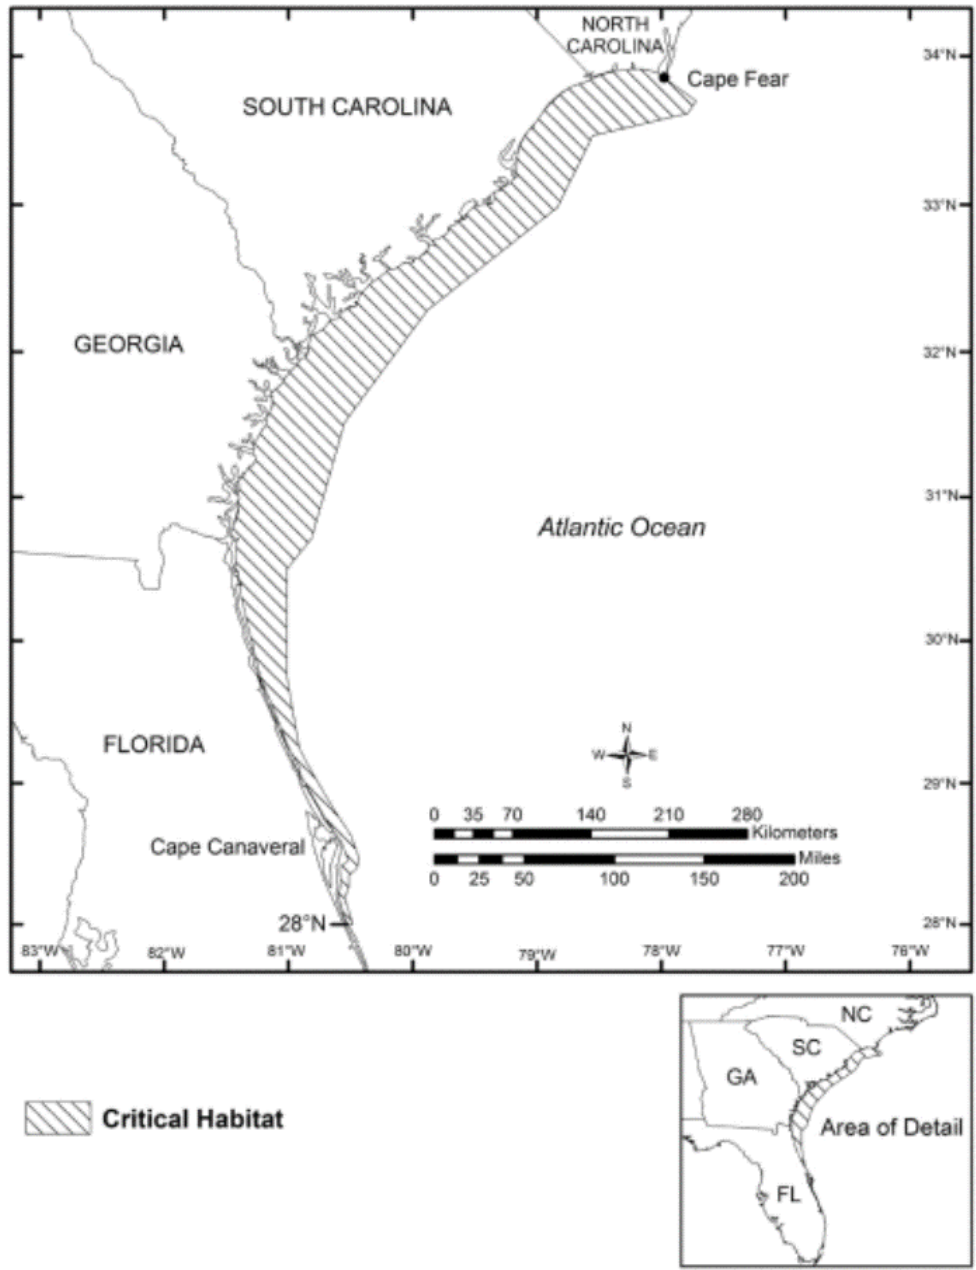 NORTH
CAROLINA
34°N
Cape Fear
SOUTH CAROLINA
33°N
GEORGIA
32°N
31°N
Atlantic Ocean
30°N
FLORIDA
N
W E
S
29°N
0 35 70 140 210 280
Kilometers
Cape Canaveral
Miles
0 25 50 100 150 200
28°N
28°N
83°W 82°W 81°W 80°W 79°W 78°W 77°W 76°W
NC
SC
GA
Critical Habitat
Area of Detail
FL